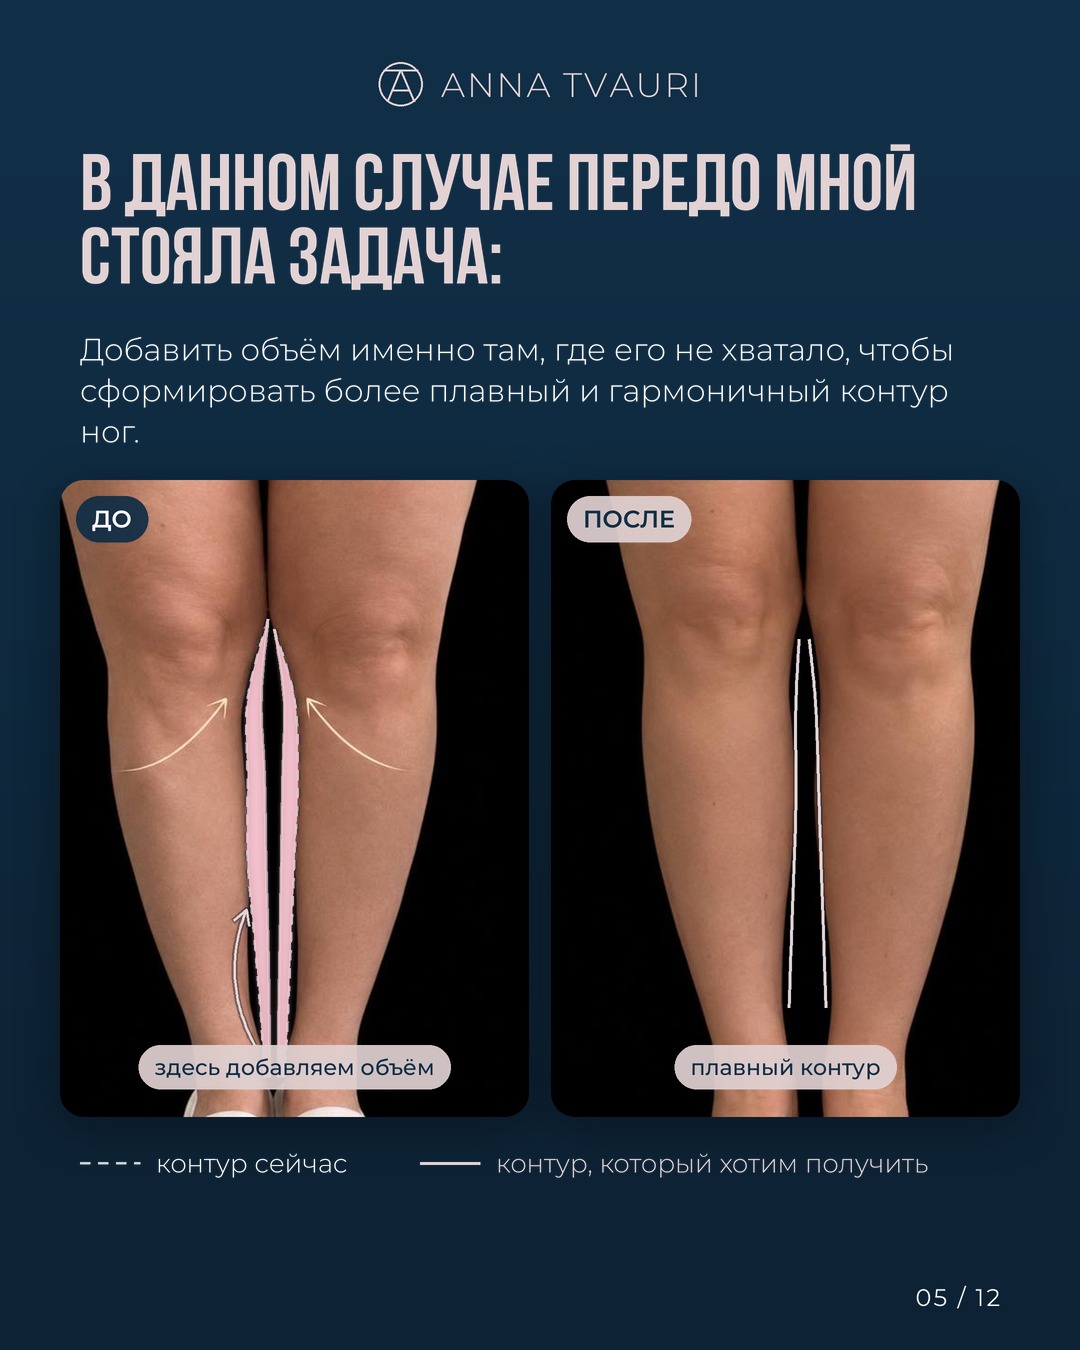 ANNA TVAURI
В ДАННОМ СЛУЧАЕ ПЕРЕДО МНОЙ
СТОЯЛА ЗАДАЧА:
Добавить объём именно там, где его не хватало, чтобы
сформировать более плавный и гармоничный контур
ног.
ДО
ПОСЛЕ
здесь добавляем объём
плавный контур
контур сейчас
контур, который хотим получить
05 / 12